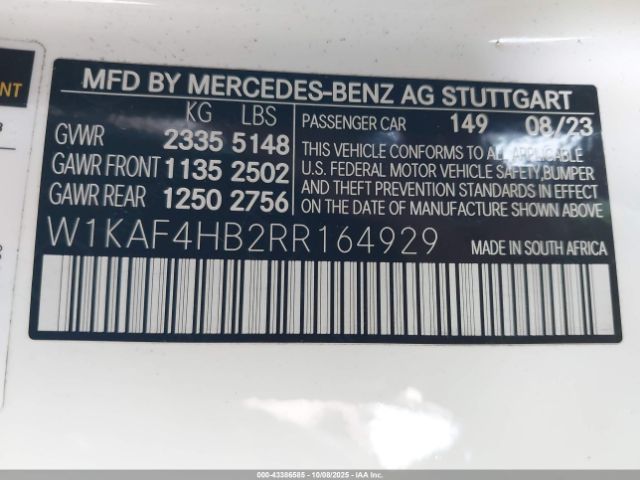 NT
MFD BY MERCEDES-BENZ AG STUTTGART
KG LBS
GVWR 2335 5148
GAWR FRONT 1135 2502
GAWR REAR 1250 2756
PASSENGER CAR 149 08/23
THIS VEHICLE CONFORMS TO ALL APPLICABLE
U.S. FEDERAL MOTOR VEHICLE SAFETY,BUMPER
AND THEFT PREVENTION STANDARDS IN EFFECT
ON THE DATE OF MANUFACTURE SHOWN ABOVE
W1KAF4HB2RR164929 MADE IN SOUTH AFRICA
000-43386585 - 10/08/2025 - IAA Inc.